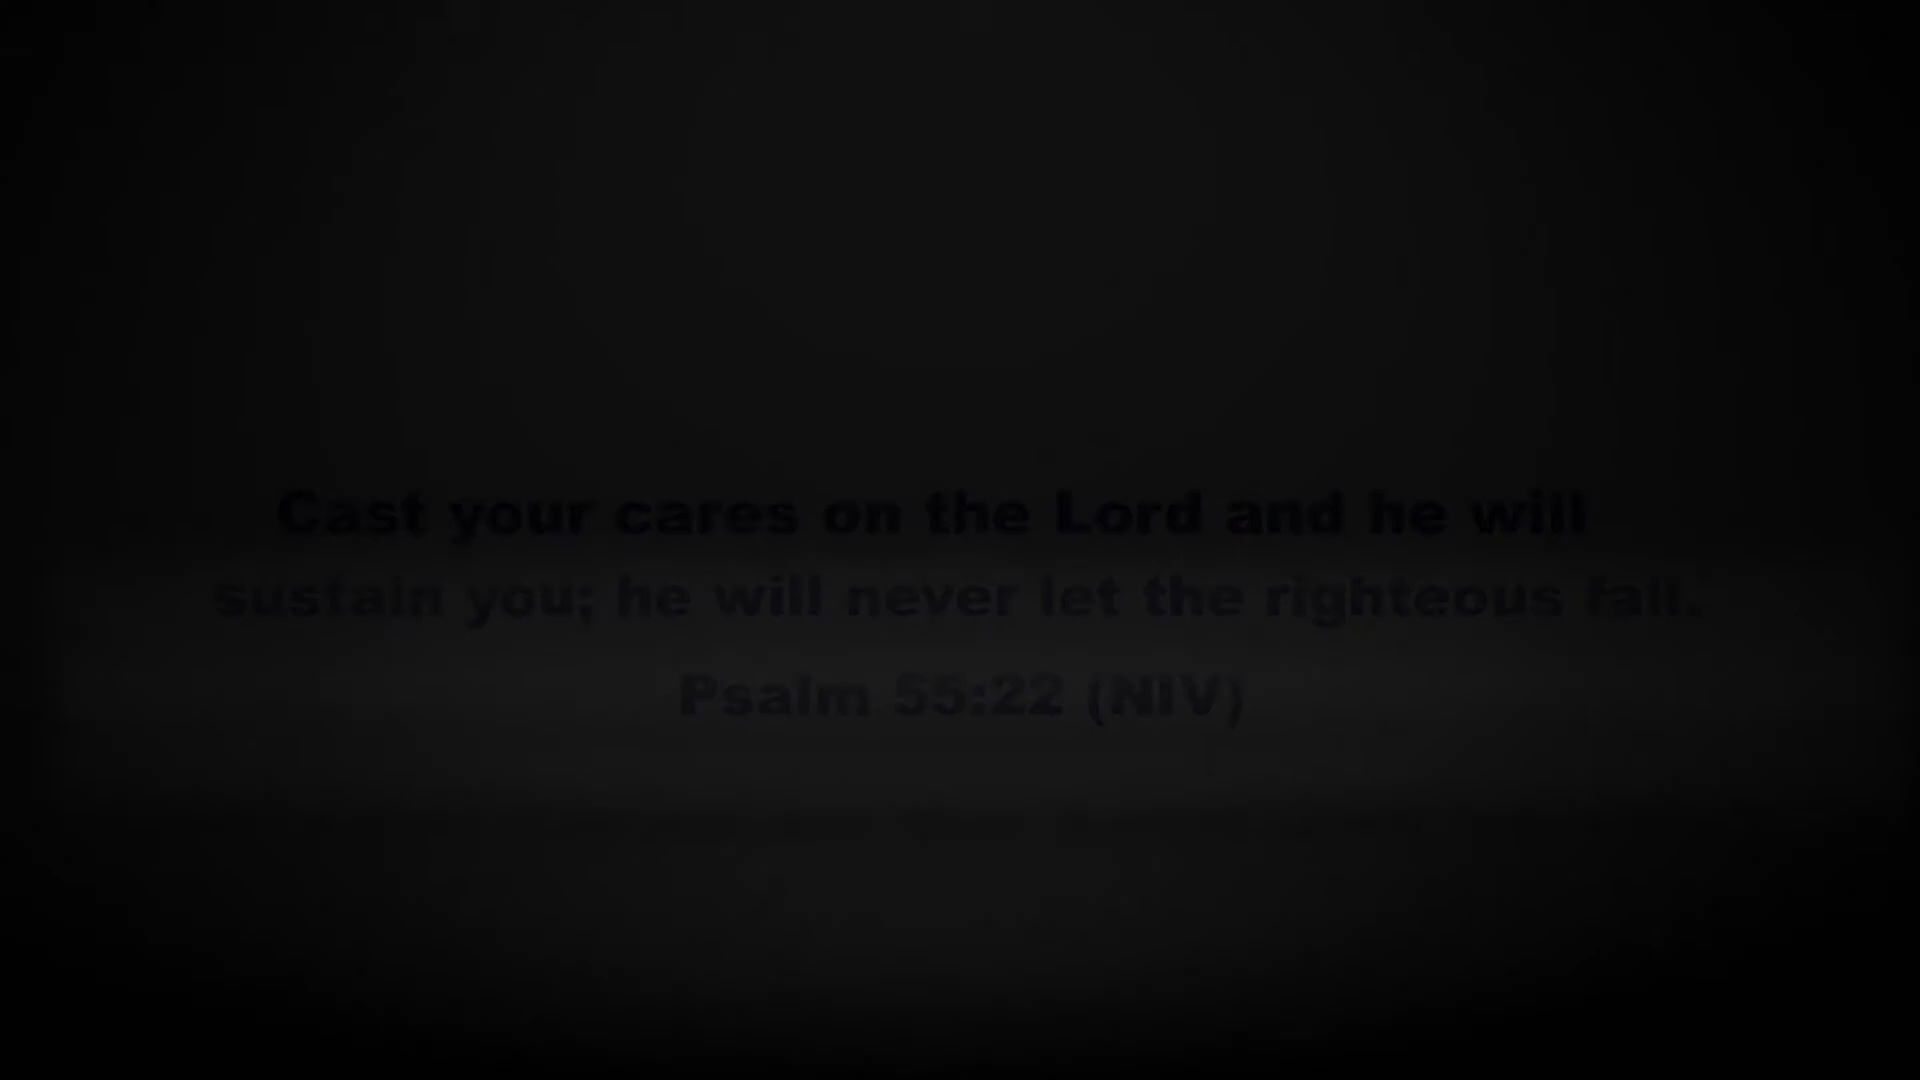 Cast your cares on the Lord and he will
sustain you; he will never let the righteous fall.
Psalm 55:22 (NIV)